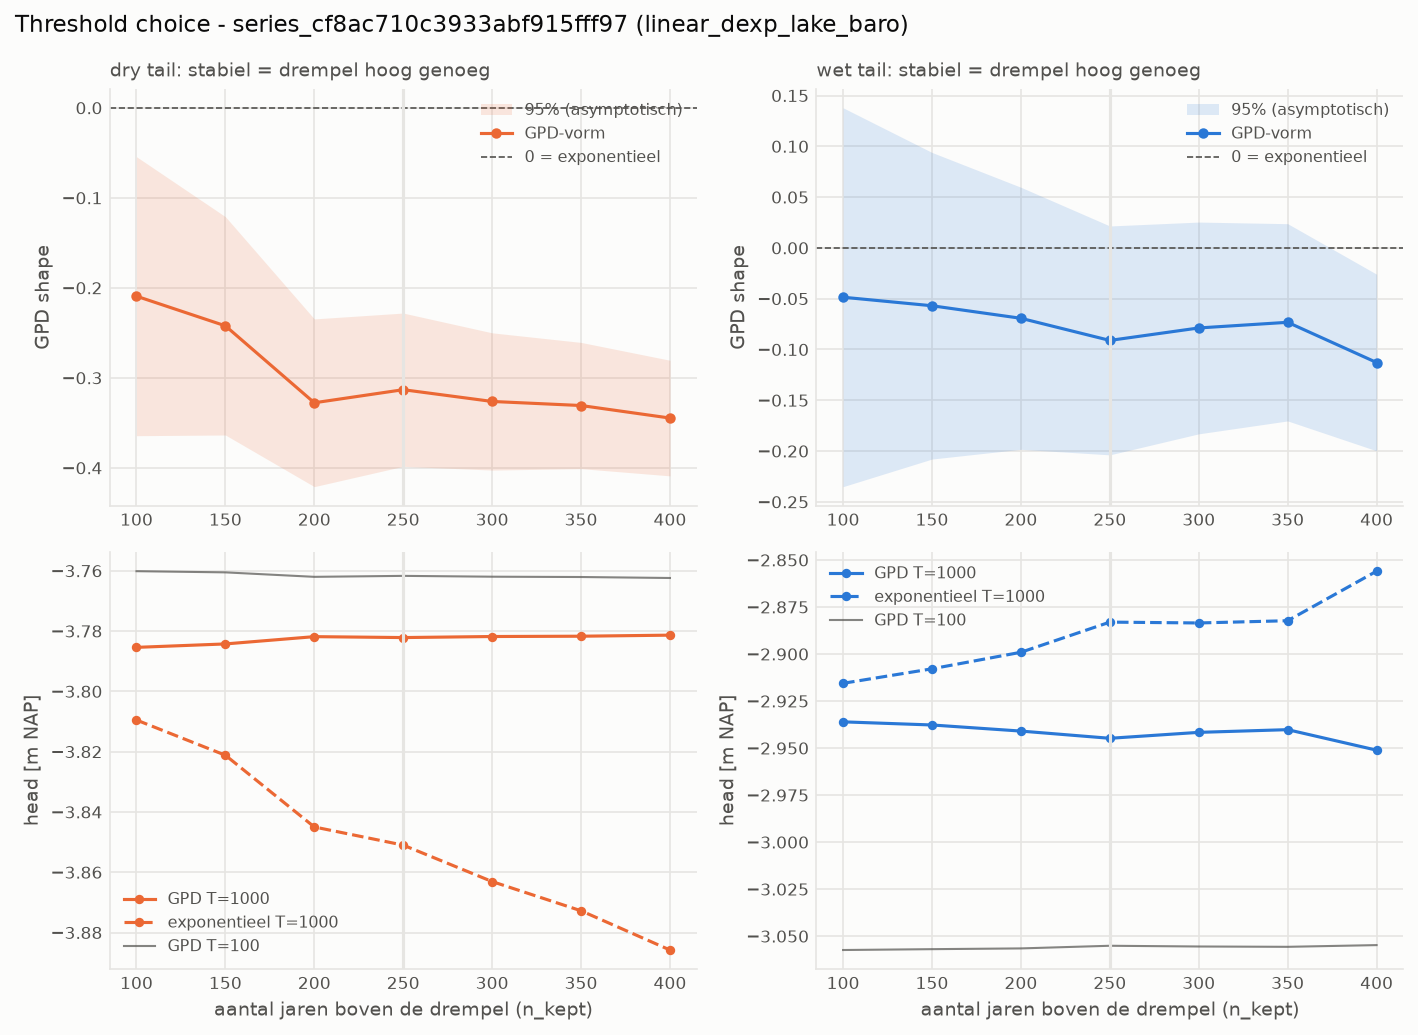 Threshold choice - series_cf8ac710c3933abf915fff97 (linear_dexp_lake_baro)
dry tail: stabiel = drempel hoog genoeg
95% (asymptotisch)
GPD-vorm
0 = exponentieel
GPD shape
0.0
−0.1
−0.2
−0.3
−0.4
100 150 200 250 300 350 400
wet tail: stabiel = drempel hoog genoeg
95% (asymptotisch)
GPD-vorm
0 = exponentieel
GPD shape
0.15
0.10
0.05
0.00
−0.05
−0.10
−0.15
−0.20
−0.25
100 150 200 250 300 350 400
head [m NAP]
−3.76
−3.78
−3.80
−3.82
−3.84
−3.86
−3.88
GPD T=1000
exponentieel T=1000
GPD T=100
100 150 200 250 300 350 400
aantal jaren boven de drempel (n_kept)
head [m NAP]
−2.850
−2.875
−2.900
−2.925
−2.950
−2.975
−3.000
−3.025
−3.050
GPD T=1000
exponentieel T=1000
GPD T=100
100 150 200 250 300 350 400
aantal jaren boven de drempel (n_kept)